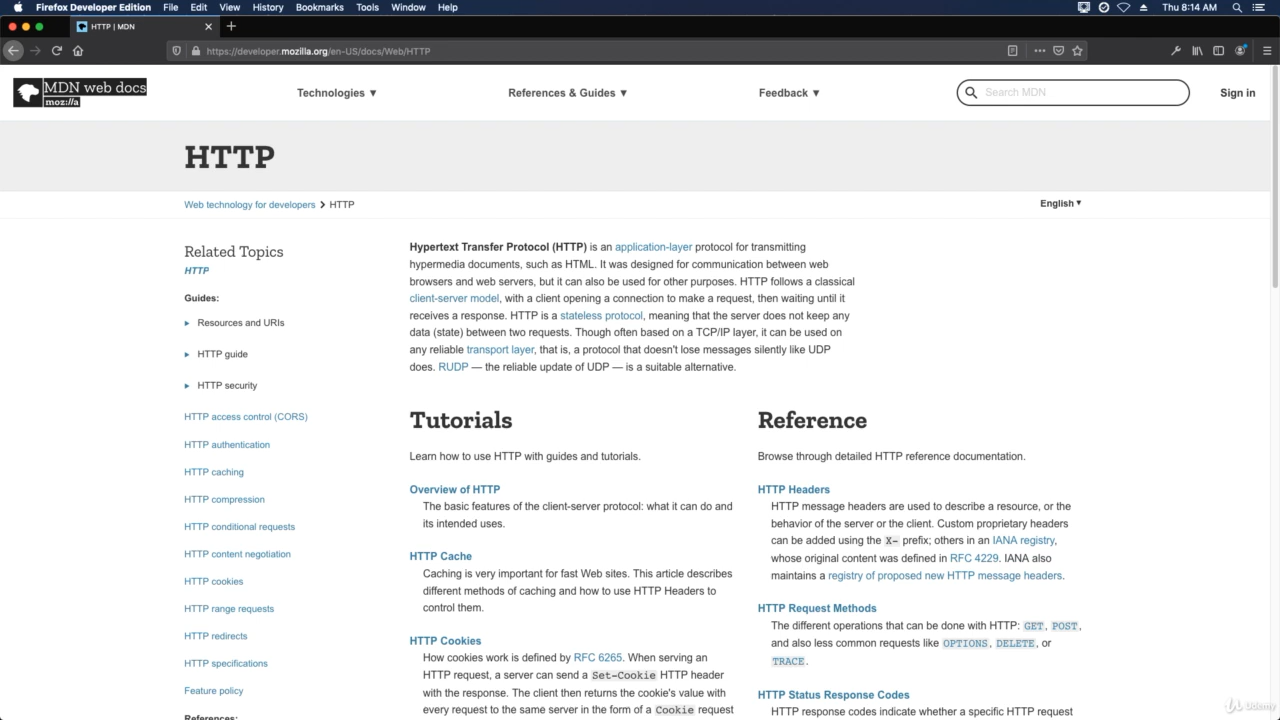 Firefox Developer Edition File Edit View History Bookmarks Tools Window Help Thu 8:14 AM
HTTP | MDN
https://developer.mozilla.org/en-US/docs/Web/HTTP
MDN web docs
moz://a
Technologies ▼ References & Guides ▼ Feedback ▼ Search MDN Sign in
HTTP
Web technology for developers > HTTP
English ▼
Related Topics
HTTP
Guides:
Resources and URIs
HTTP guide
HTTP security
HTTP access control (CORS)
HTTP authentication
HTTP caching
HTTP compression
HTTP conditional requests
HTTP content negotiation
HTTP cookies
HTTP range requests
HTTP redirects
HTTP specifications
Feature policy
References:
Hypertext Transfer Protocol (HTTP) is an application-layer protocol for transmitting
hypermedia documents, such as HTML. It was designed for communication between web
browsers and web servers, but it can also be used for other purposes. HTTP follows a classical
client-server model, with a client opening a connection to make a request, then waiting until it
receives a response. HTTP is a stateless protocol, meaning that the server does not keep any
data (state) between two requests. Though often based on a TCP/IP layer, it can be used on
any reliable transport layer, that is, a protocol that doesn't lose messages silently like UDP
does. RUDP — the reliable update of UDP — is a suitable alternative.
Tutorials
Learn how to use HTTP with guides and tutorials.
Overview of HTTP
The basic features of the client-server protocol: what it can do and
its intended uses.
HTTP Cache
Caching is very important for fast Web sites. This article describes
different methods of caching and how to use HTTP Headers to
control them.
HTTP Cookies
How cookies work is defined by RFC 6265. When serving an
HTTP request, a server can send a Set-Cookie HTTP header
with the response. The client then returns the cookie's value with
every request to the same server in the form of a Cookie request
Reference
Browse through detailed HTTP reference documentation.
HTTP Headers
HTTP message headers are used to describe a resource, or the
behavior of the server or the client. Custom proprietary headers
can be added using the X- prefix; others in an IANA registry,
whose original content was defined in RFC 4229. IANA also
maintains a registry of proposed new HTTP message headers.
HTTP Request Methods
The different operations that can be done with HTTP: GET, POST,
and also less common requests like OPTIONS, DELETE, or
TRACE.
HTTP Status Response Codes
HTTP response codes indicate whether a specific HTTP request
Udemy